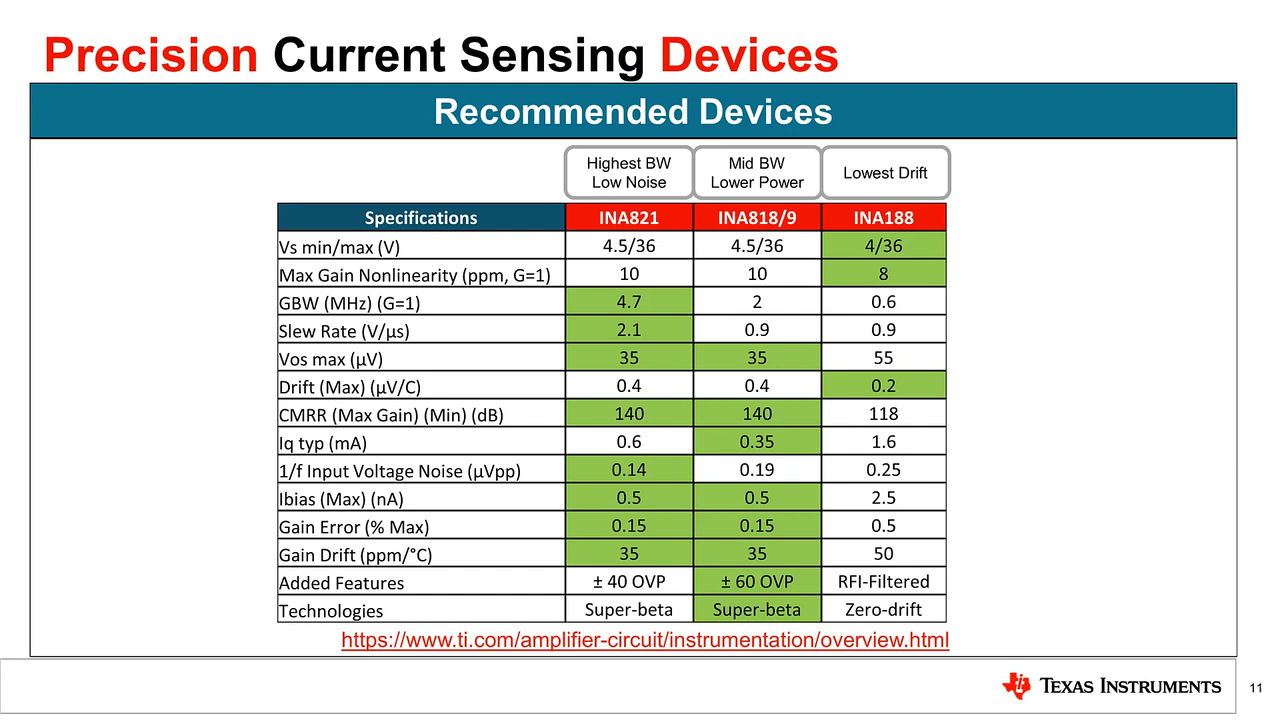 Precision Current Sensing Devices
Recommended Devices
Highest BW
Low Noise
Mid BW
Lower Power
Lowest Drift
Specifications INA821 INA818/9 INA188
Vs min/max (V) 4.5/36 4.5/36 4/36
Max Gain Nonlinearity (ppm, G=1) 10 10 8
GBW (MHz) (G=1) 4.7 2 0.6
Slew Rate (V/µs) 2.1 0.9 0.9
Vos max (µV) 35 35 55
Drift (Max) (µV/C) 0.4 0.4 0.2
CMRR (Max Gain) (Min) (dB) 140 140 118
Iq typ (mA) 0.6 0.35 1.6
1/f Input Voltage Noise (µVpp) 0.14 0.19 0.25
Ibias (Max) (nA) 0.5 0.5 2.5
Gain Error (% Max) 0.15 0.15 0.5
Gain Drift (ppm/°C) 35 35 50
Added Features ± 40 OVP ± 60 OVP RFI-Filtered
Technologies Super-beta Super-beta Zero-drift
https://www.ti.com/amplifier-circuit/instrumentation/overview.html
TEXAS INSTRUMENTS
11